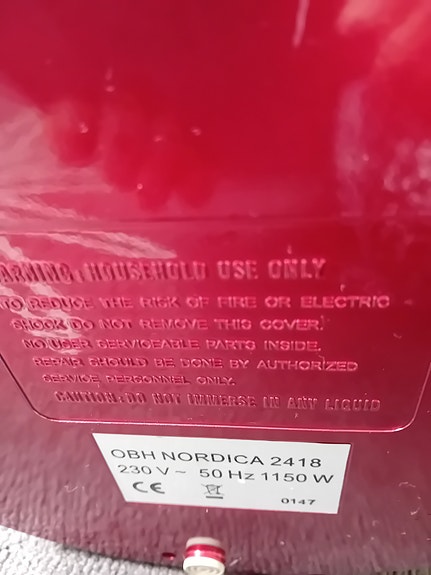 WARNING: HOUSEHOLD USE ONLY
TO REDUCE THE RISK OF FIRE OR ELECTRIC
SHOCK DO NOT REMOVE THIS COVER.
NO USER SERVICEABLE PARTS INSIDE.
REPAIR SHOULD BE DONE BY AUTHORIZED
SERVICE PERSONNEL ONLY.
CAUTION: DO NOT IMMERSE IN ANY LIQUID
OBH NORDICA 2418
230 V ~ 50 Hz 1150 W
CE
0147